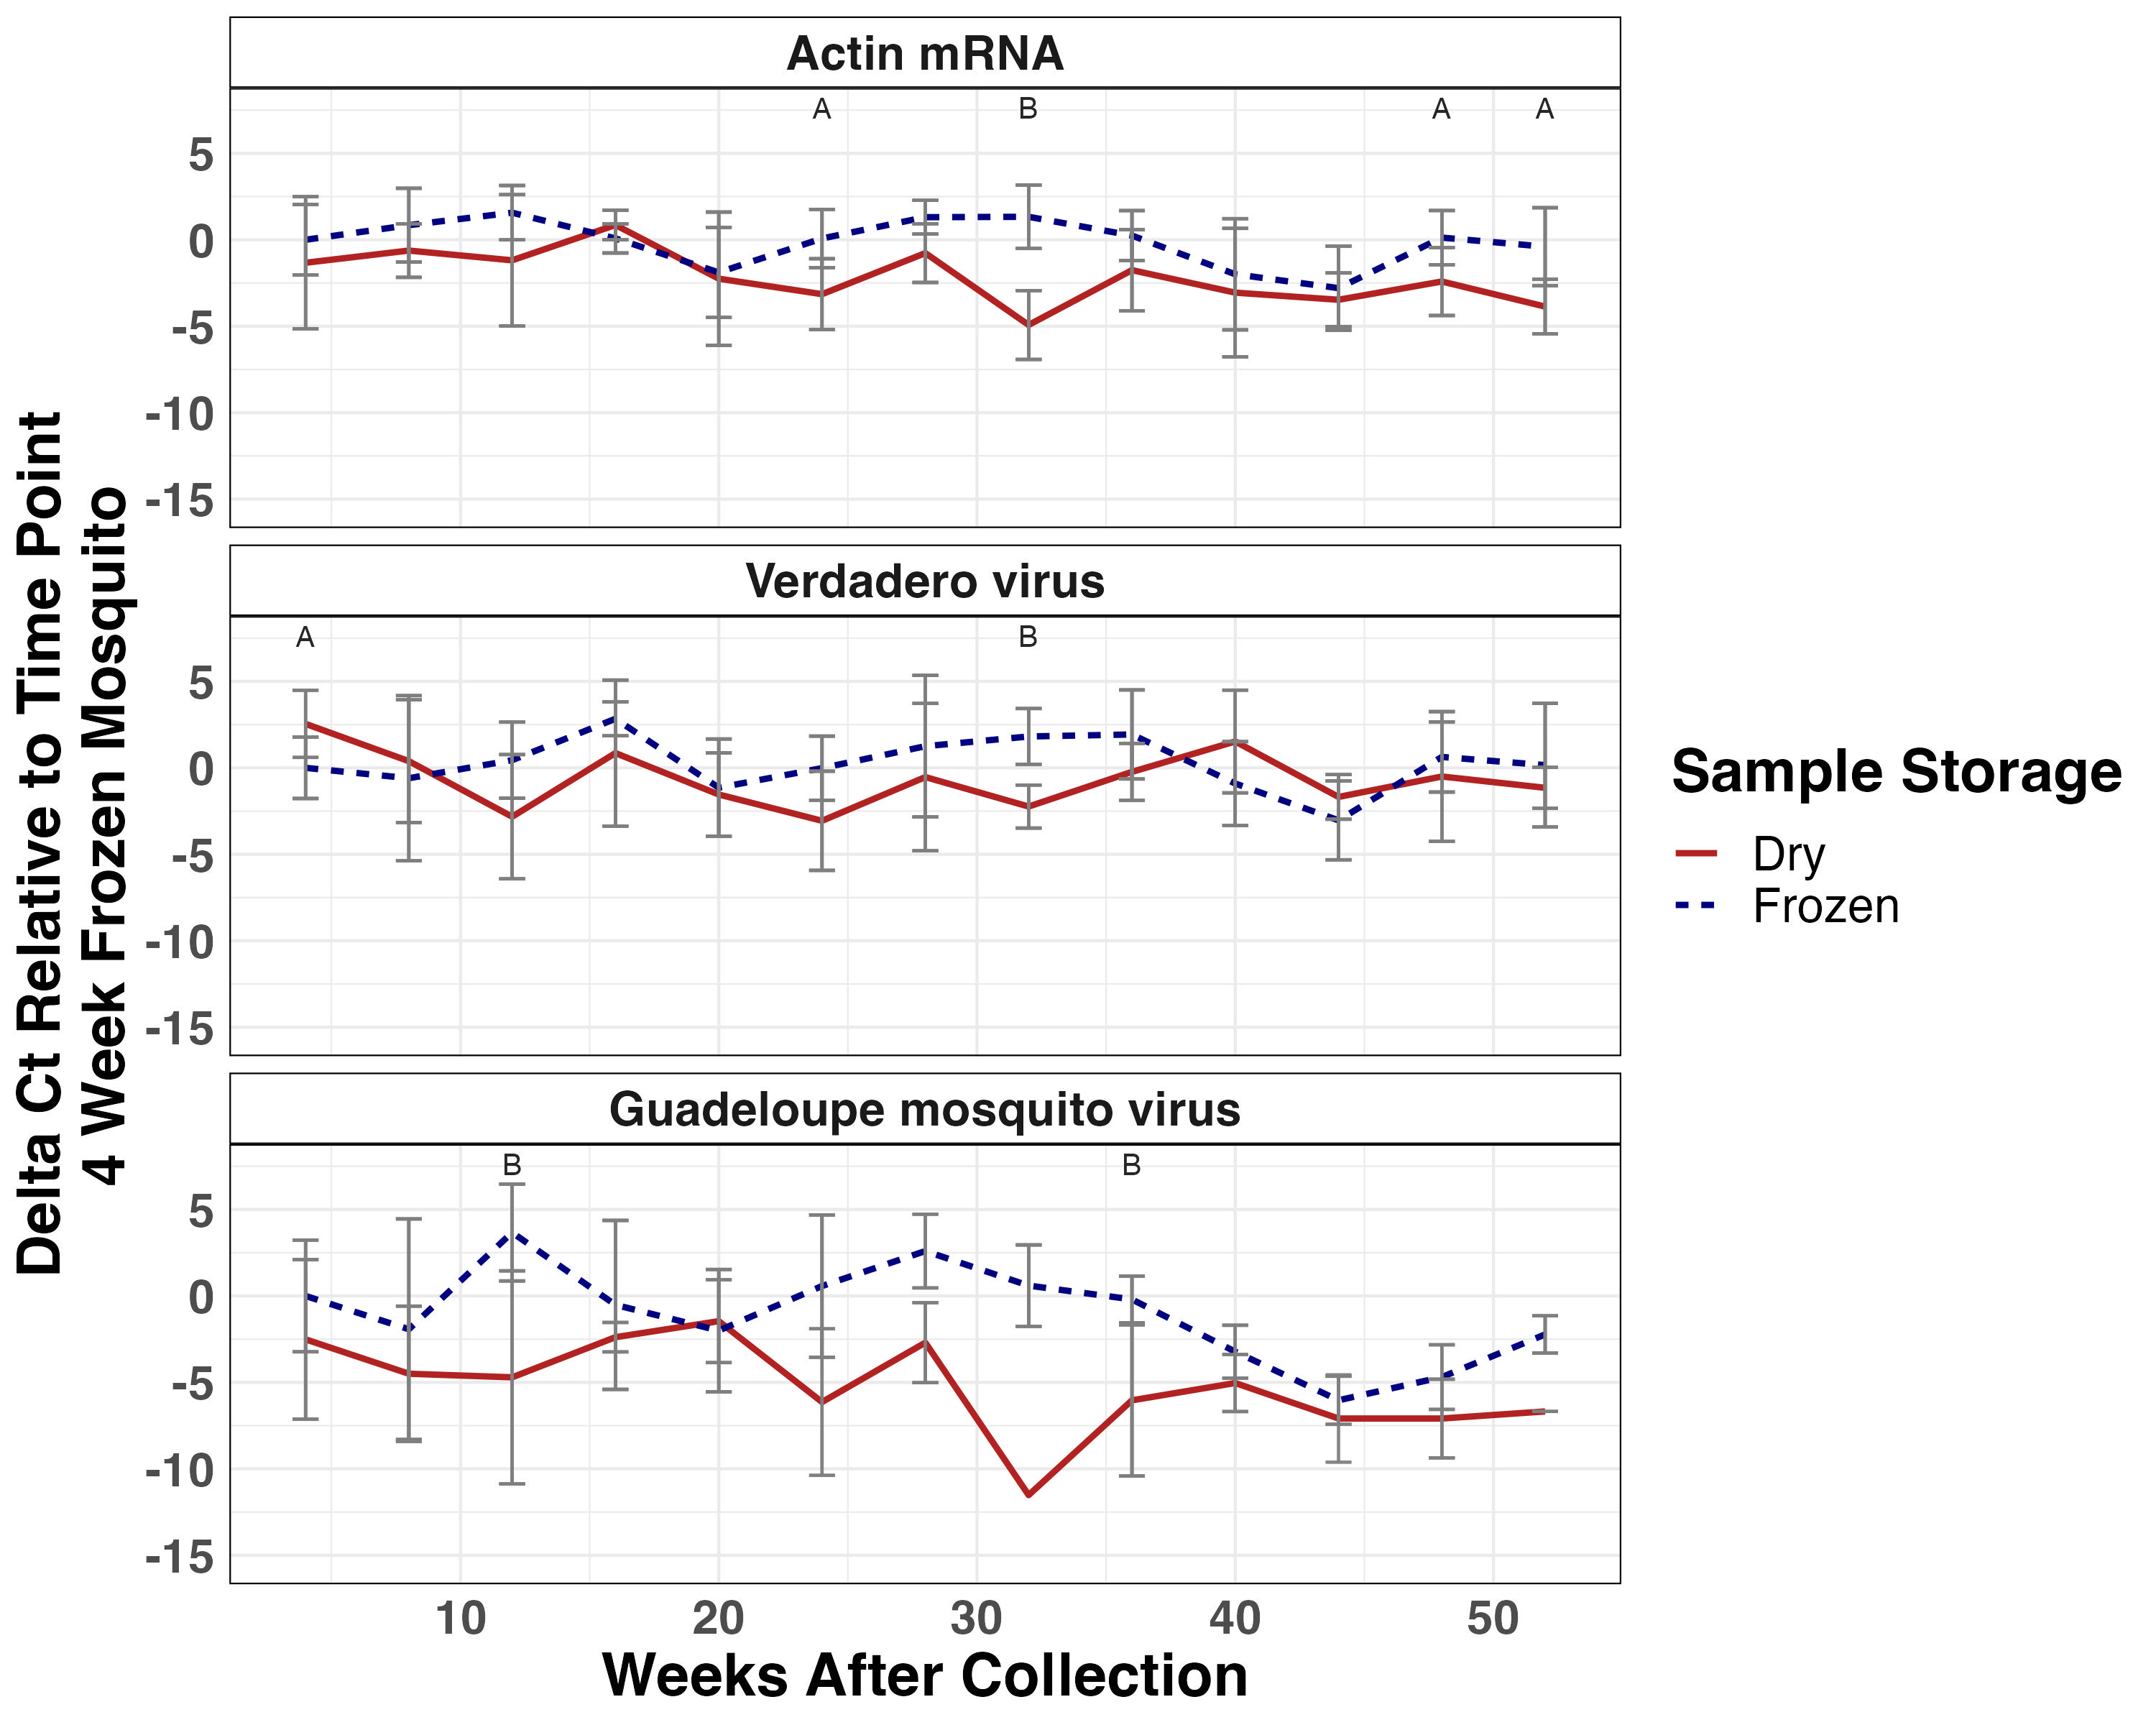 Delta Ct Relative to Time Point
4 Week Frozen Mosquito
Actin mRNA
A B A A
5
0
-5
-10
-15
Verdadero virus
A B
5
0
-5
-10
-15
Guadeloupe mosquito virus
B B
5
0
-5
-10
-15
10 20 30 40 50
Weeks After Collection
Sample Storage
Dry
Frozen